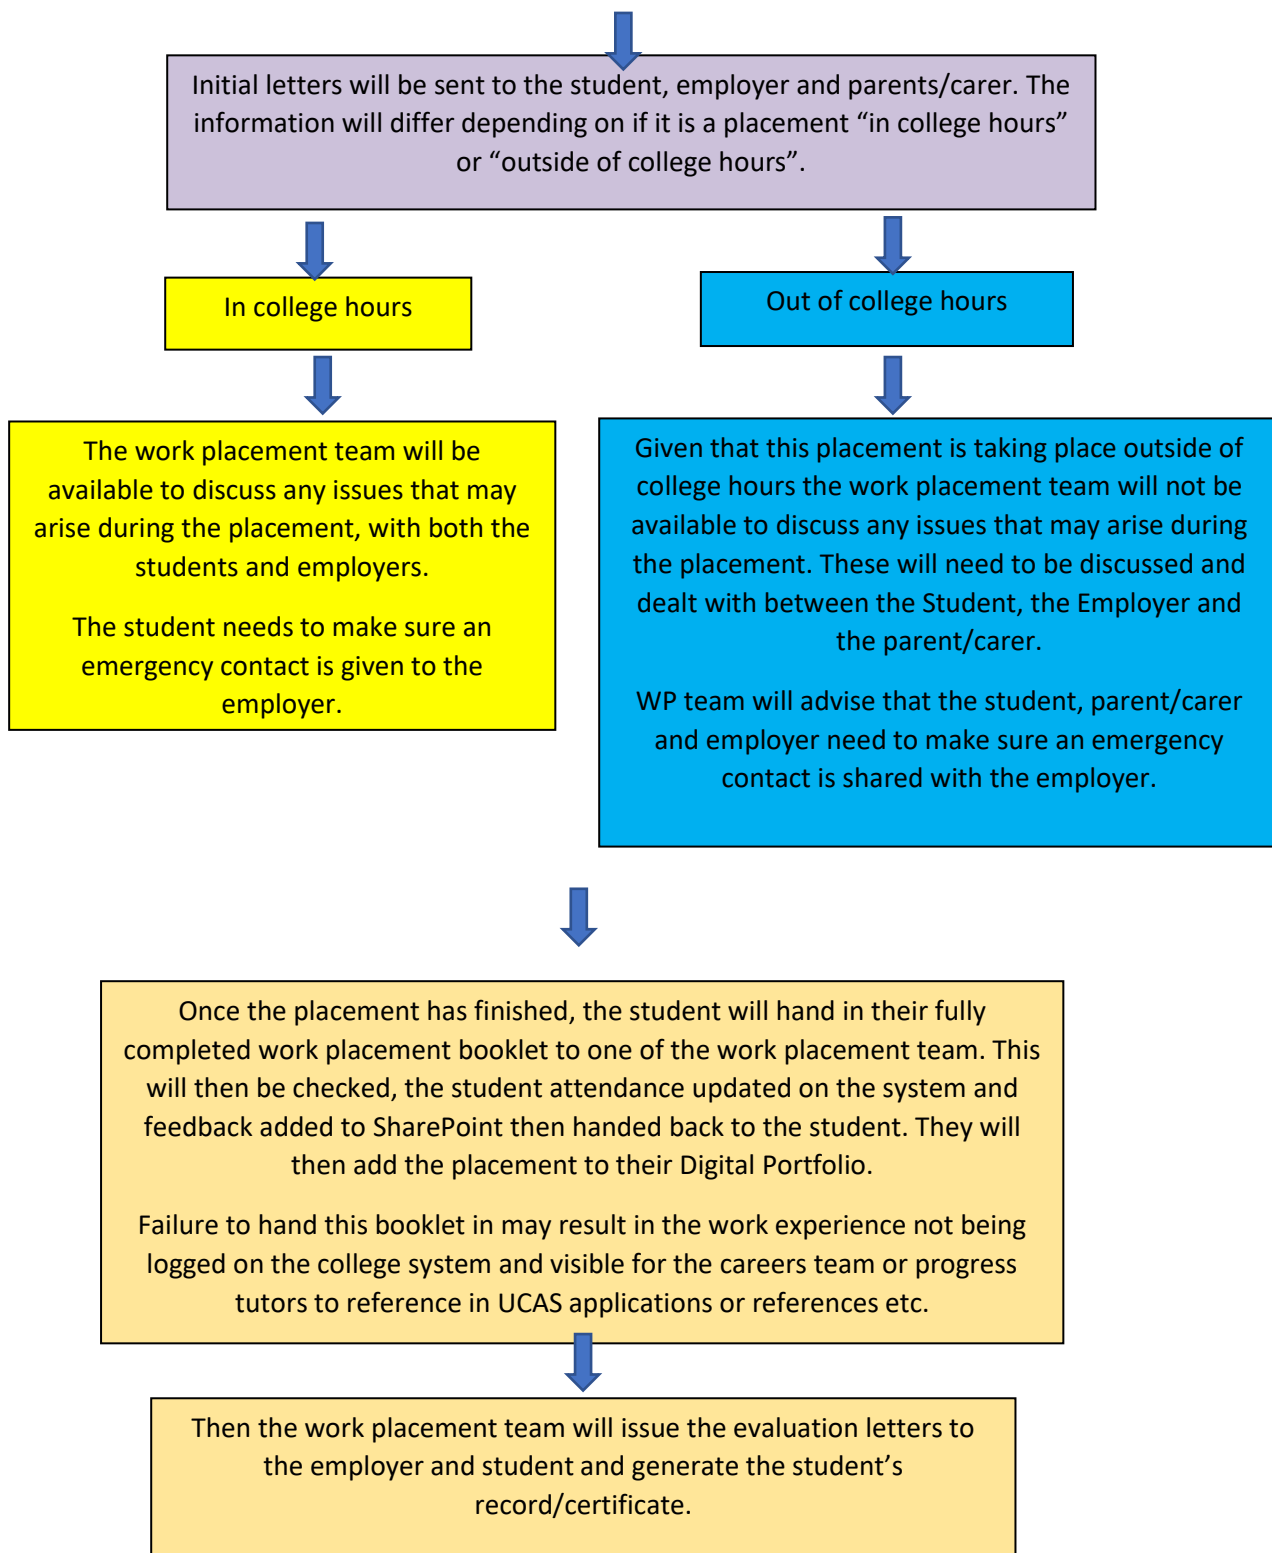 Initial letters will be sent to the student, employer and parents/carer. The
information will differ depending on if it is a placement “in college hours”
or “outside of college hours”.
In college hours
Out of college hours
The work placement team will be
available to discuss any issues that may
arise during the placement, with both the
students and employers.
The student needs to make sure an
emergency contact is given to the
employer.
Given that this placement is taking place outside of
college hours the work placement team will not be
available to discuss any issues that may arise during
the placement. These will need to be discussed and
dealt with between the Student, the Employer and
the parent/carer.
WP team will advise that the student, parent/carer
and employer need to make sure an emergency
contact is shared with the employer.
Once the placement has finished, the student will hand in their fully
completed work placement booklet to one of the work placement team. This
will then be checked, the student attendance updated on the system and
feedback added to SharePoint then handed back to the student. They will
then add the placement to their Digital Portfolio.
Failure to hand this booklet in may result in the work experience not being
logged on the college system and visible for the careers team or progress
tutors to reference in UCAS applications or references etc.
Then the work placement team will issue the evaluation letters to
the employer and student and generate the student’s
record/certificate.